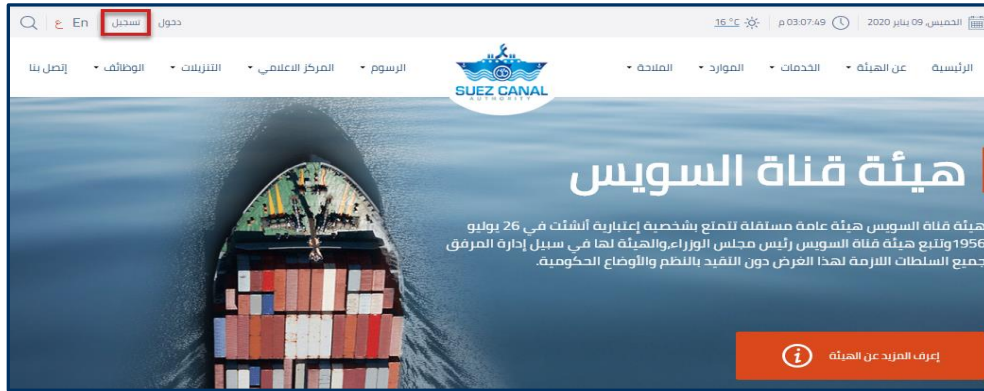 الخميس, 09 يناير 2020 03:07:49 م 16 °C دخول تسجيل En ع
الرئيسية عن الهيئة الخدمات الموارد الملاحة الرسوم المركز الاعلامي التنزيلات الوظائف إتصل بنا
SUEZ CANAL
AUTHORITY
هيئة قناة السويس
هيئة قناة السويس هيئة عامة مستقلة تتمتع بشخصية إعتبارية أنشئت في 26 يوليو
1956وتتبع هيئة قناة السويس رئيس مجلس الوزراء,والهيئة لها في سبيل إدارة المرفق
جميع السلطات اللازمة لهذا الغرض دون التقيد بالنظم والأوضاع الحكومية.
إعرف المزيد عن الهيئة